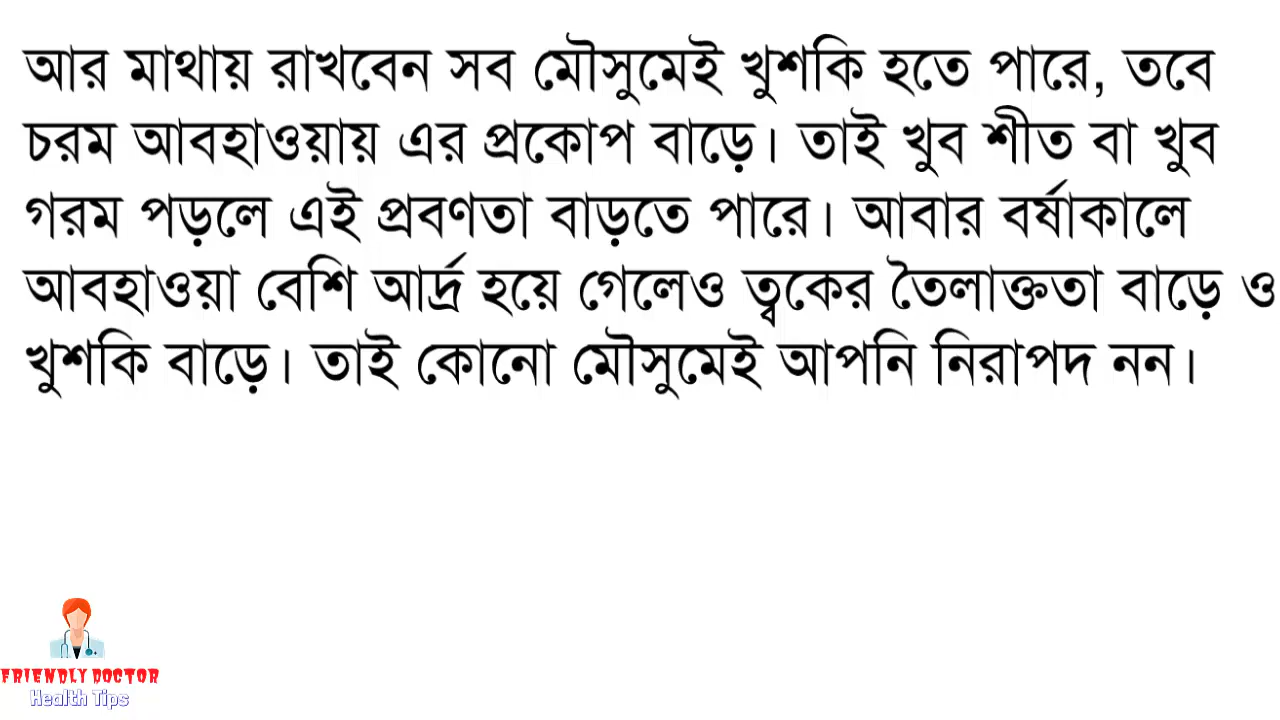 আর মাথায় রাখবেন সব মৌসুমেই খুশকি হতে পারে, তবে
চরম আবহাওয়ায় এর প্রকোপ বাড়ে। তাই খুব শীত বা খুব
গরম পড়লে এই প্রবণতা বাড়তে পারে। আবার বর্ষাকালে
আবহাওয়া বেশি আর্দ্র হয়ে গেলেও ত্বকের তৈলাক্ততা বাড়ে ও
খুশকি বাড়ে। তাই কোনো মৌসুমেই আপনি নিরাপদ নন।
FRIENDLY DOCTOR
Health Tips